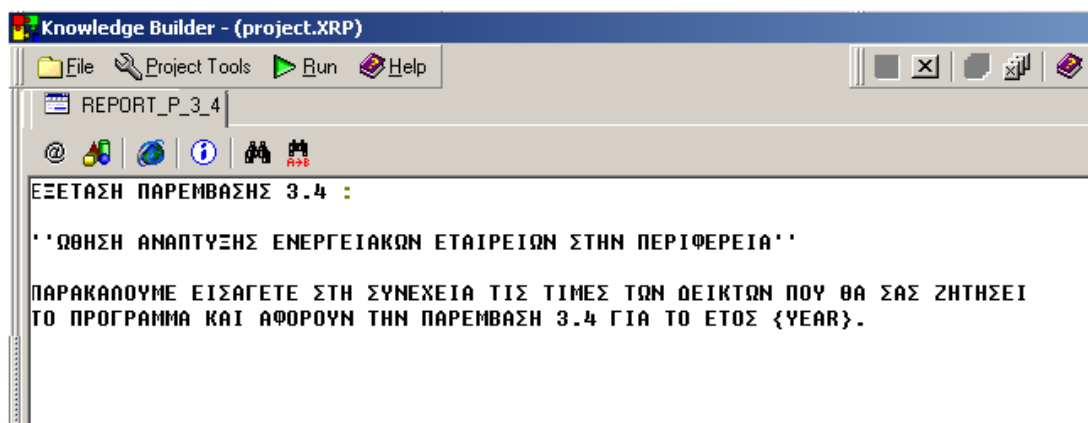 Knowledge Builder - (project.XRP)
File Project Tools Run Help
REPORT_P_3_4
@ A→B
ΕΞΕΤΑΣΗ ΠΑΡΕΜΒΑΣΗΣ 3.4 :
''ΩΘΗΣΗ ΑΝΑΠΤΥΞΗΣ ΕΝΕΡΓΕΙΑΚΩΝ ΕΤΑΙΡΕΙΩΝ ΣΤΗΝ ΠΕΡΙΦΕΡΕΙΑ''
ΠΑΡΑΚΑΛΟΥΜΕ ΕΙΣΑΓΕΤΕ ΣΤΗ ΣΥΝΕΧΕΙΑ ΤΙΣ ΤΙΜΕΣ ΤΩΝ ΔΕΙΚΤΩΝ ΠΟΥ ΘΑ ΣΑΣ ΖΗΤΗΣΕΙ
ΤΟ ΠΡΟΓΡΑΜΜΑ ΚΑΙ ΑΦΟΡΟΥΝ ΤΗΝ ΠΑΡΕΜΒΑΣΗ 3.4 ΓΙΑ ΤΟ ΕΤΟΣ {YEAR}.